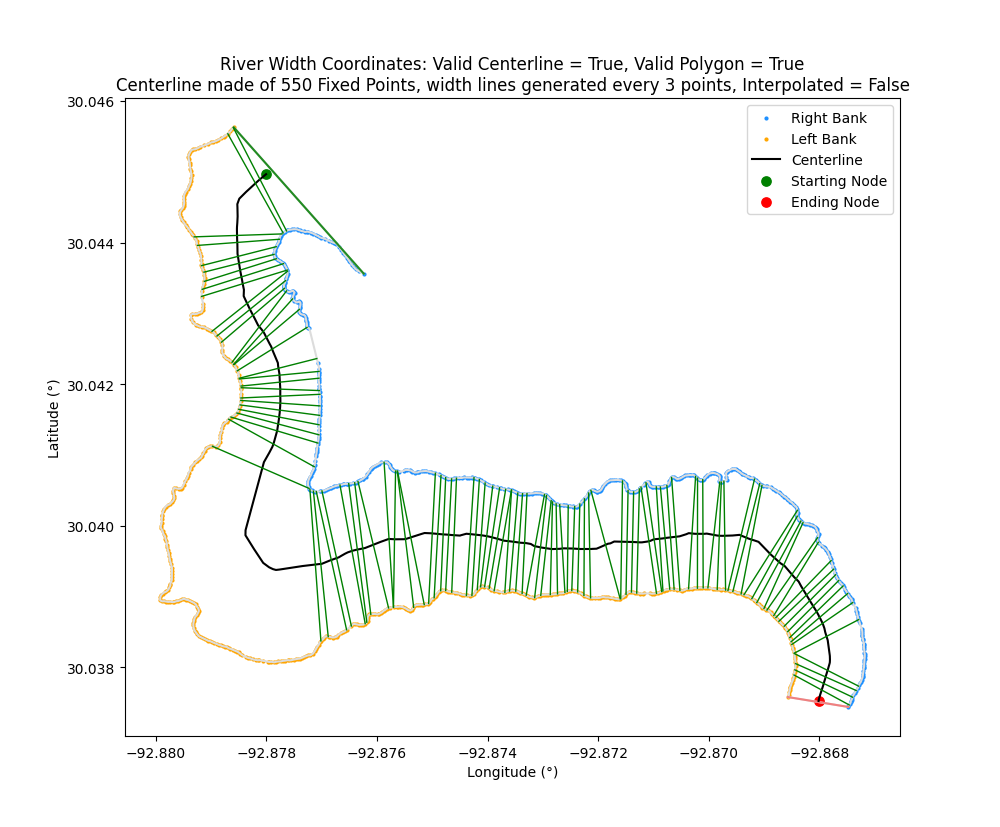 River Width Coordinates: Valid Centerline = True, Valid Polygon = True
Centerline made of 550 Fixed Points, width lines generated every 3 points, Interpolated = False
Right Bank
Left Bank
Centerline
Starting Node
Ending Node
30.046
30.044
30.042
30.040
30.038
Latitude (°)
−92.880 −92.878 −92.876 −92.874 −92.872 −92.870 −92.868
Longitude (°)